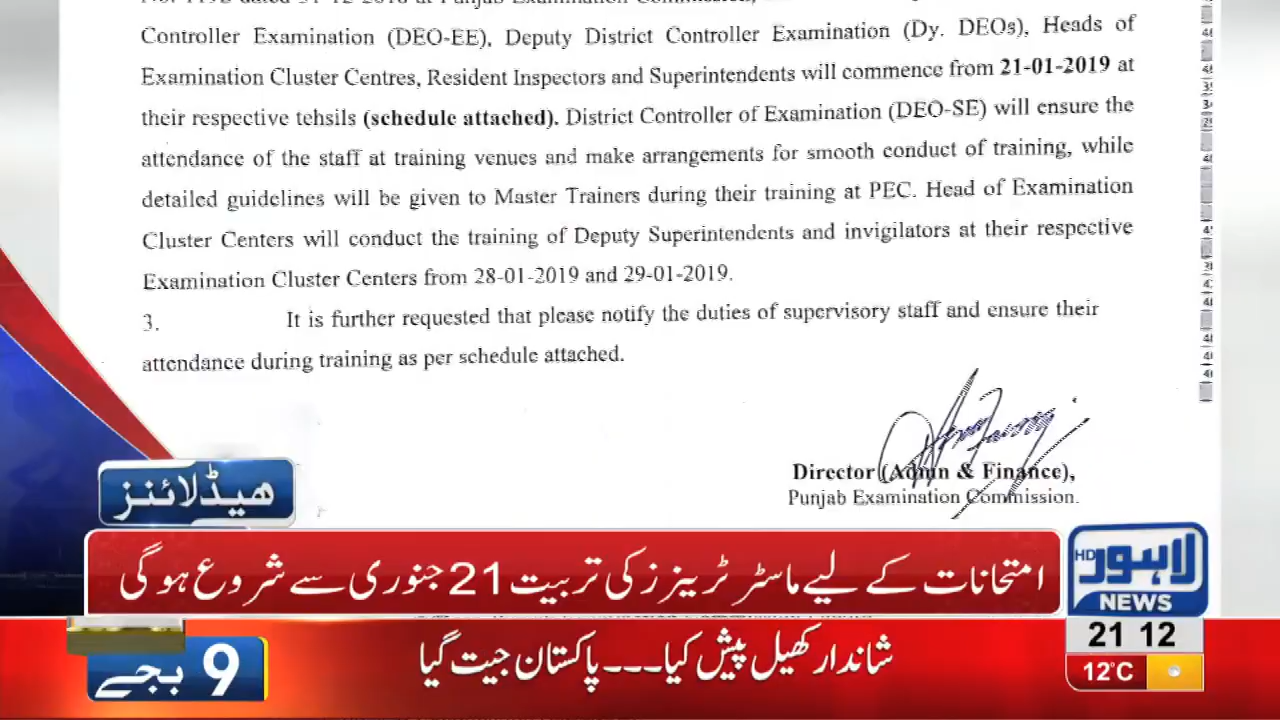 Controller Examination (DEO-EE), Deputy District Controller Examination (Dy. DEOs), Heads of
Examination Cluster Centres, Resident Inspectors and Superintendents will commence from 21-01-2019 at
their respective tehsils (schedule attached). District Controller of Examination (DEO-SE) will ensure the
attendance of the staff at training venues and make arrangements for smooth conduct of training, while
detailed guidelines will be given to Master Trainers during their training at PEC. Head of Examination
Cluster Centers will conduct the training of Deputy Superintendents and invigilators at their respective
Examination Cluster Centers from 28-01-2019 and 29-01-2019.
3. It is further requested that please notify the duties of supervisory staff and ensure their
attendance during training as per schedule attached.
Director (Admn & Finance),
Punjab Examination Commission.
ہیڈلائنز
امتحانات کے لیے ماسٹر ٹرینرز کی تربیت 21 جنوری سے شروع ہوگی
HD لاہور
NEWS
21 12
12°C
9 بجے
شاندار کھیل پیش کیا۔۔۔ پاکستان جیت گیا